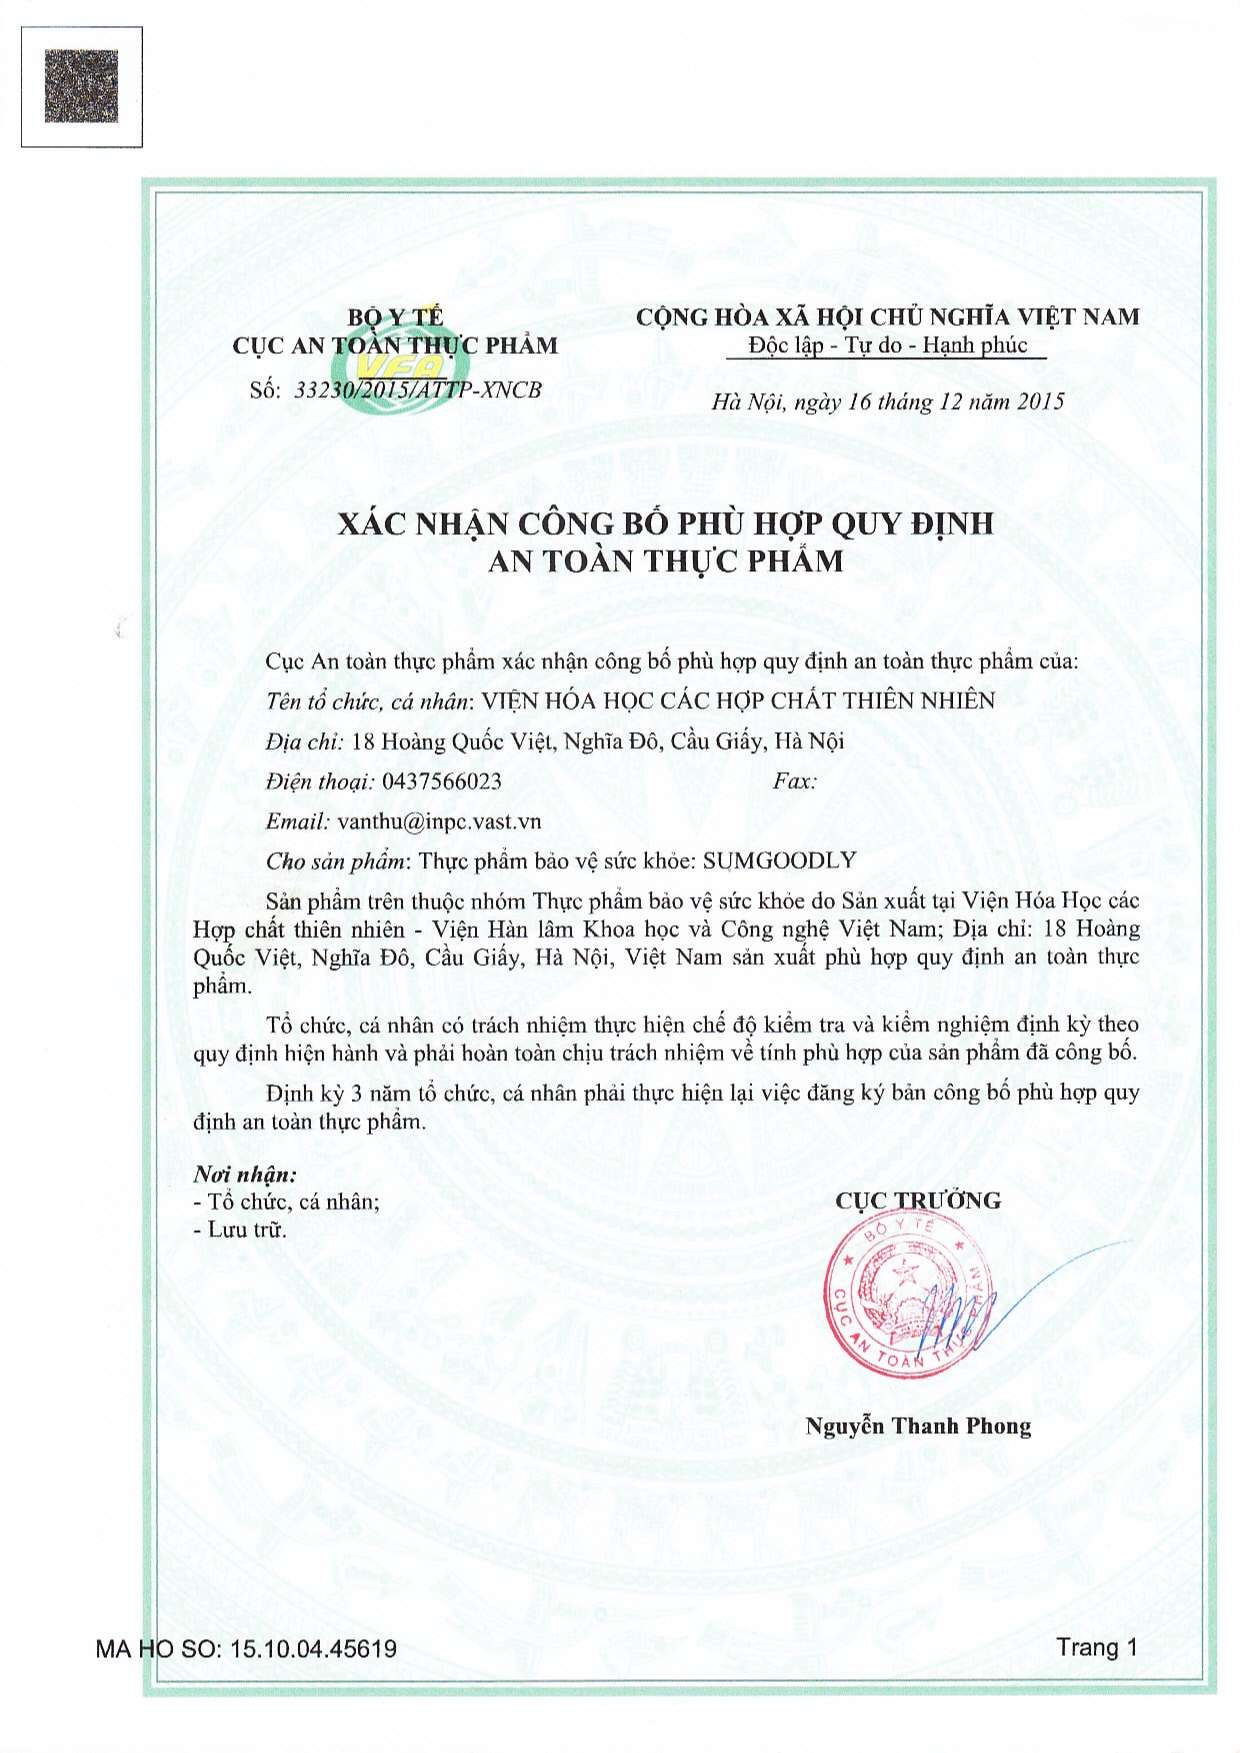 BỘ Y TẾ
CỤC AN TOÀN THỰC PHẨM
VFA
Số: 33230/2015/ATTP-XNCB
CỘNG HÒA XÃ HỘI CHỦ NGHĨA VIỆT NAM
Độc lập - Tự do - Hạnh phúc
Hà Nội, ngày 16 tháng 12 năm 2015
XÁC NHẬN CÔNG BỐ PHÙ HỢP QUY ĐỊNH
AN TOÀN THỰC PHẨM
Cục An toàn thực phẩm xác nhận công bố phù hợp quy định an toàn thực phẩm của:
Tên tổ chức, cá nhân: VIỆN HÓA HỌC CÁC HỢP CHẤT THIÊN NHIÊN
Địa chỉ: 18 Hoàng Quốc Việt, Nghĩa Đô, Cầu Giấy, Hà Nội
Điện thoại: 0437566023 Fax:
Email: vanthu@inpc.vast.vn
Cho sản phẩm: Thực phẩm bảo vệ sức khỏe: SUMGOODLY
Sản phẩm trên thuộc nhóm Thực phẩm bảo vệ sức khỏe do Sản xuất tại Viện Hóa Học các
Hợp chất thiên nhiên - Viện Hàn lâm Khoa học và Công nghệ Việt Nam; Địa chỉ: 18 Hoàng
Quốc Việt, Nghĩa Đô, Cầu Giấy, Hà Nội, Việt Nam sản xuất phù hợp quy định an toàn thực
phẩm.
Tổ chức, cá nhân có trách nhiệm thực hiện chế độ kiểm tra và kiểm nghiệm định kỳ theo
quy định hiện hành và phải hoàn toàn chịu trách nhiệm về tính phù hợp của sản phẩm đã công bố.
Định kỳ 3 năm tổ chức, cá nhân phải thực hiện lại việc đăng ký bản công bố phù hợp quy
định an toàn thực phẩm.
Nơi nhận:
- Tổ chức, cá nhân;
- Lưu trữ.
CỤC TRƯỞNG
BỘ Y TẾ
CỤC AN TOÀN THỰC PHẨM
Nguyễn Thanh Phong
MA HO SO: 15.10.04.45619
Trang 1